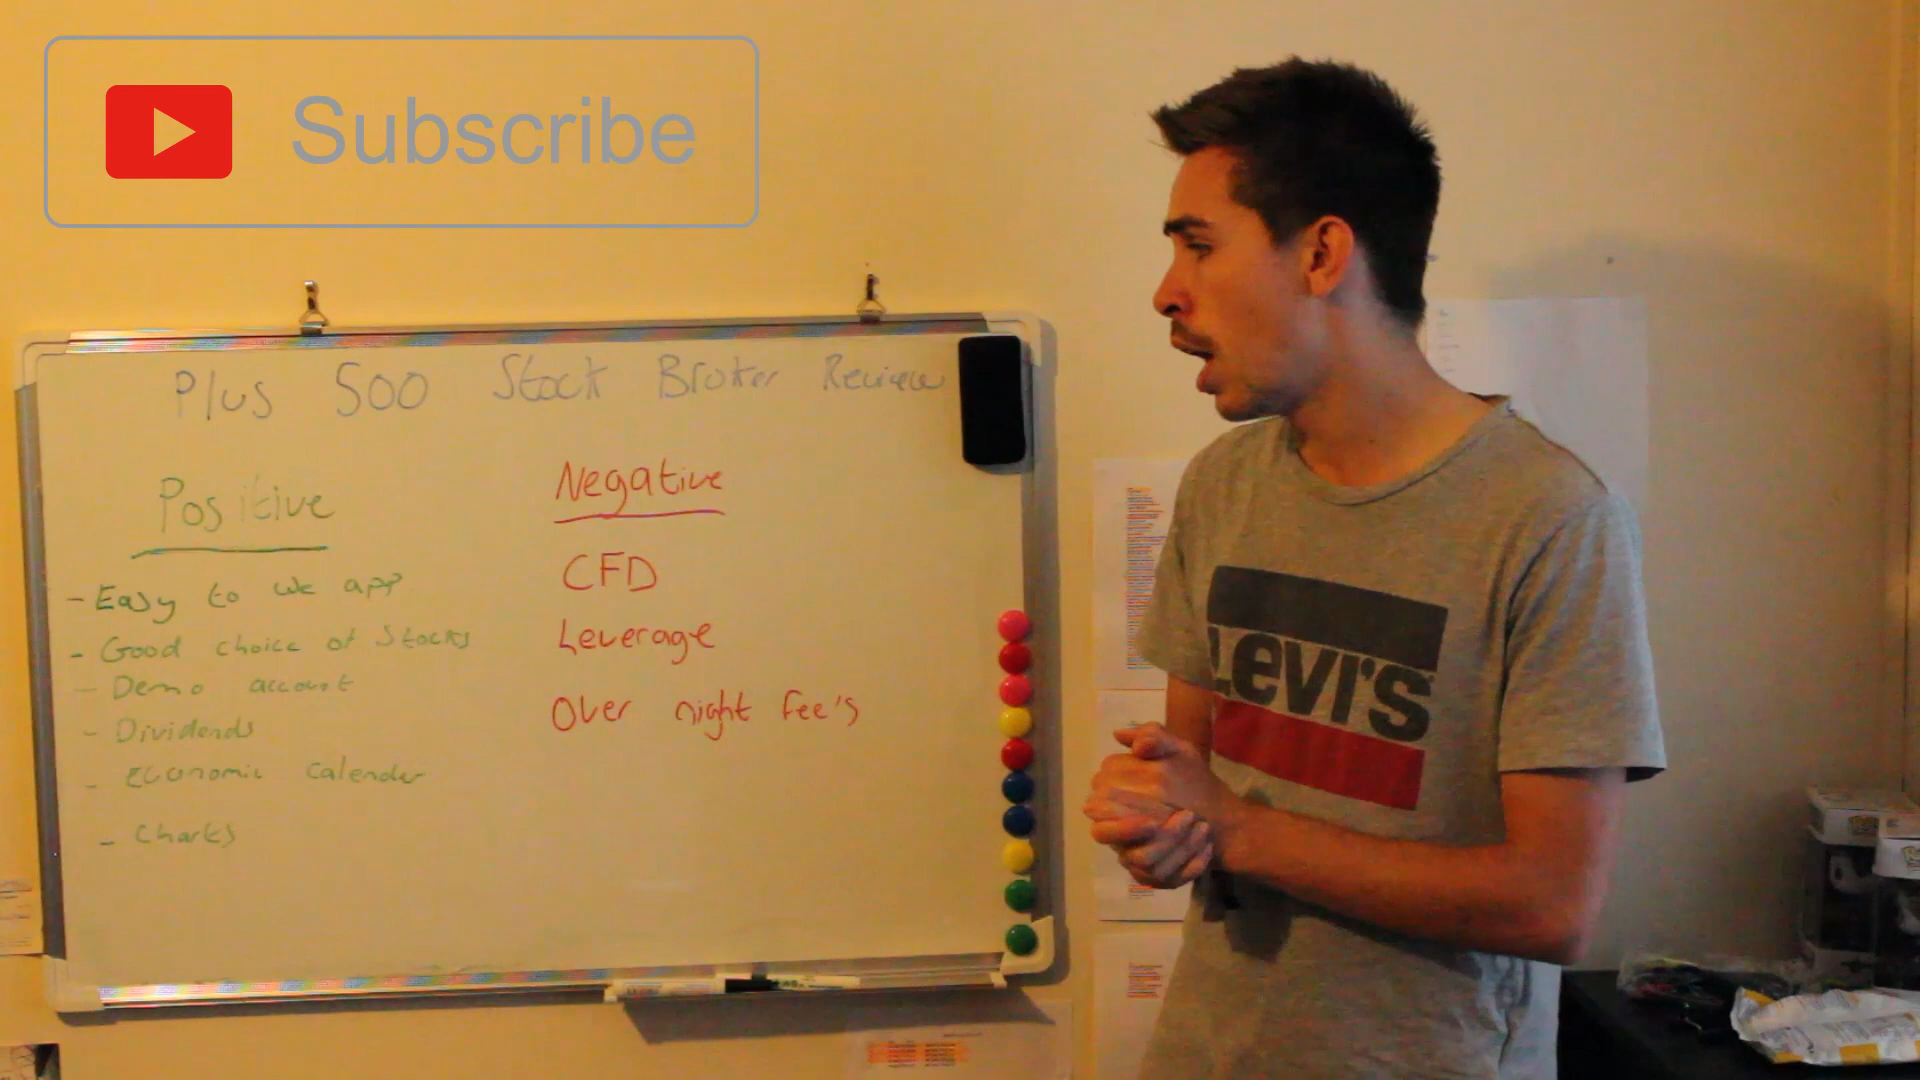 Subscribe
Plus 500 Stock Broker Review
Positive
- Easy to use app
- Good choice of Stocks
- Demo account
- Dividends
- Economic Calender
- Charts
Negative
CFD
Leverage
Over night Fee's
Levi's